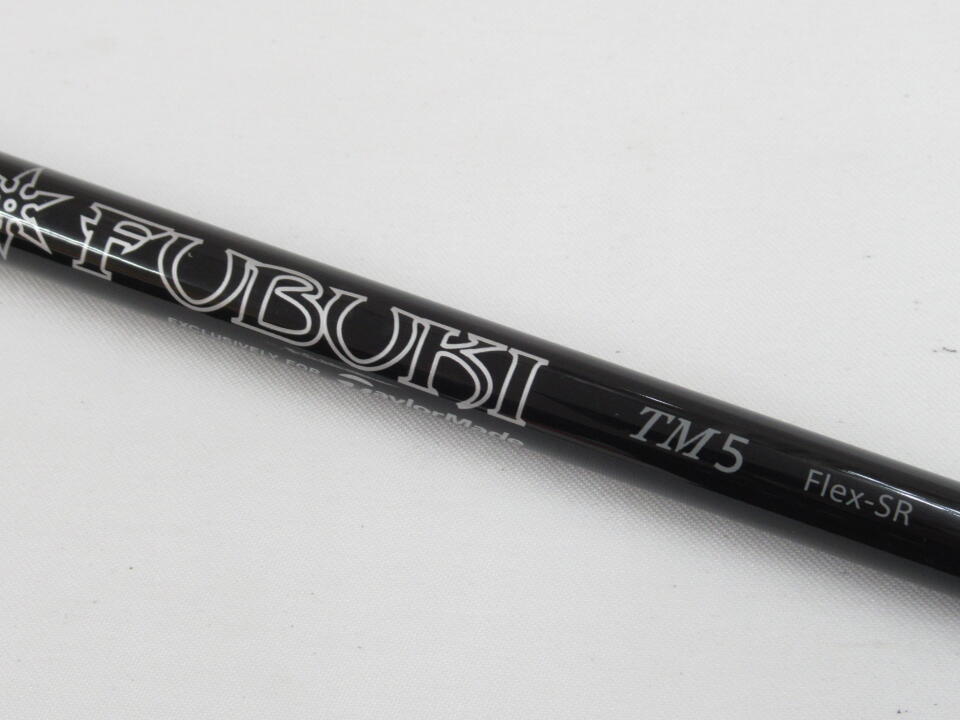 FUBUKI
EXCLUSIVELY FOR TaylorMade
TM5
Flex-SR